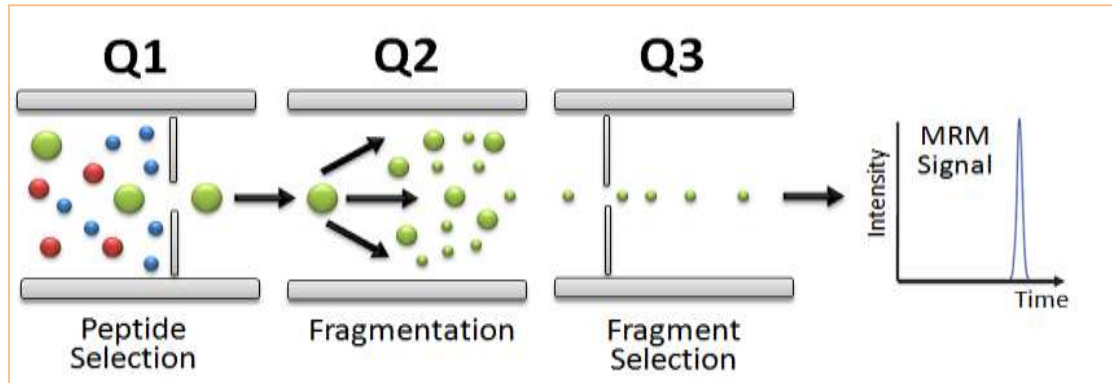 Q1
Q2
Q3
Peptide
Selection
Fragmentation
Fragment
Selection
MRM
Signal
Intensity
Time